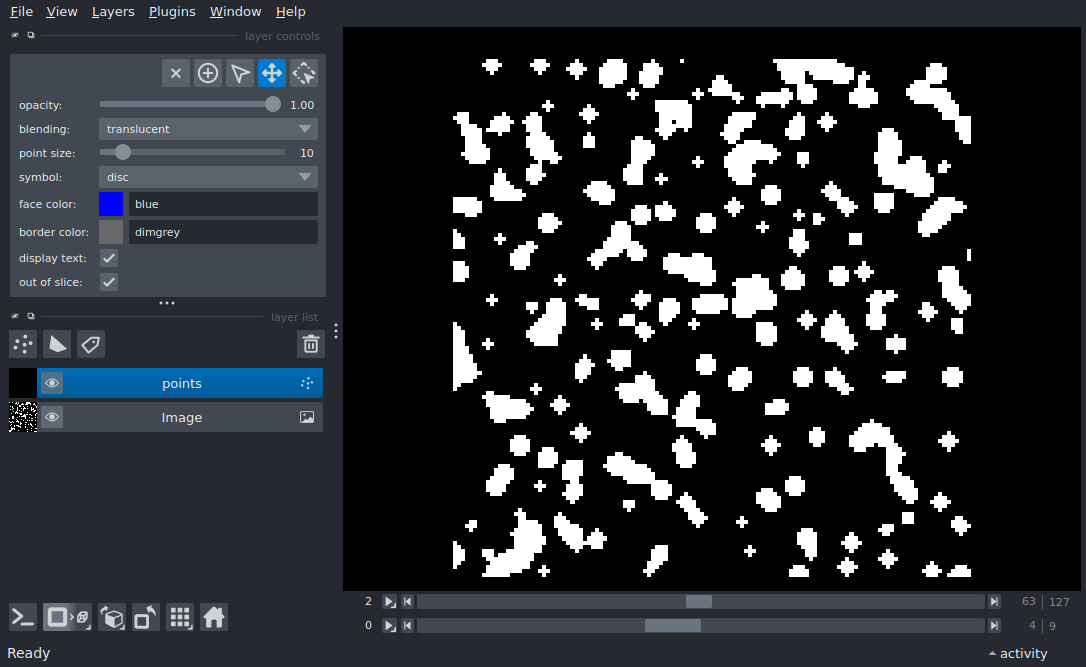 File View Layers Plugins Window Help
layer controls
opacity: 1.00
blending: translucent
point size: 10
symbol: disc
face color: blue
border color: dimgrey
display text:
out of slice:
layer list
points
Image
2 63 127
0 4 9
Ready activity